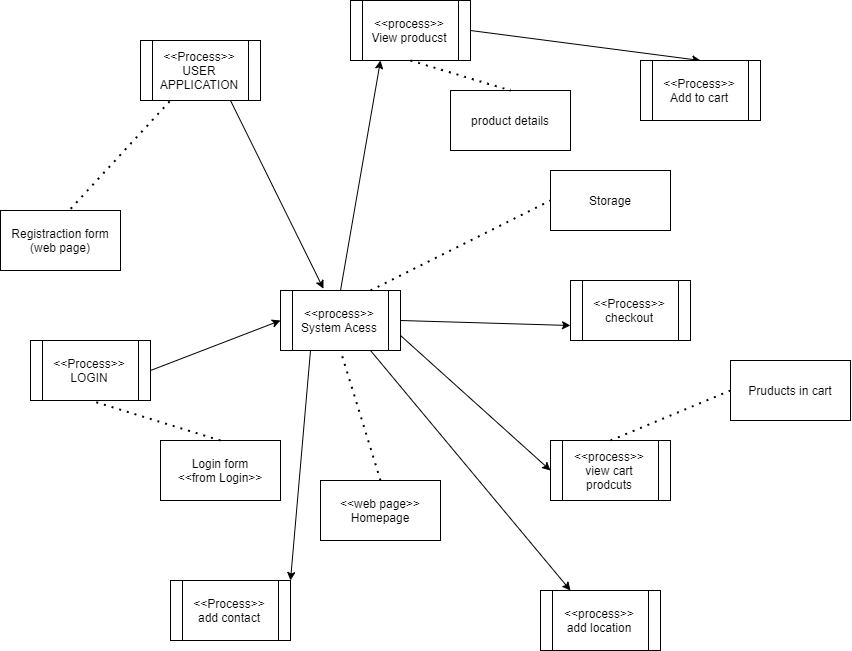 <<process>>
View producst
<<Process>>
USER
APPLICATION
<<Process>>
Add to cart
product details
Storage
Registraction form
(web page)
<<process>>
System Acess
<<Process>>
checkout
<<Process>>
LOGIN
Pruducts in cart
Login form
<<from Login>>
<<process>>
view cart
prodcuts
<<web page>>
Homepage
<<Process>>
add contact
<<process>>
add location